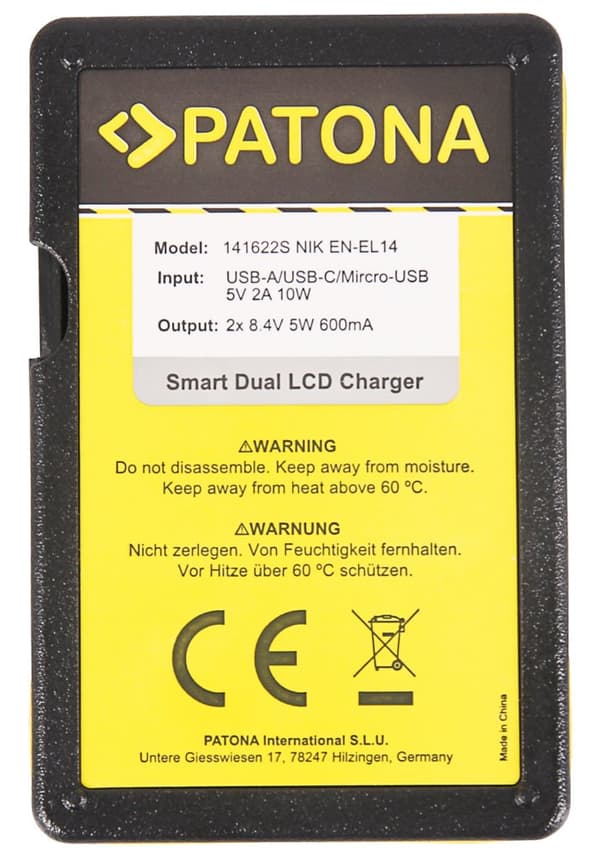 PATONA
Model: 141622S NIK EN-EL14
Input: USB-A/USB-C/Mircro-USB
5V 2A 10W
Output: 2x 8.4V 5W 600mA
Smart Dual LCD Charger
⚠WARNING
Do not disassemble. Keep away from moisture.
Keep away from heat above 60 ºC.
⚠WARNUNG
Nicht zerlegen. Von Feuchtigkeit fernhalten.
Vor Hitze über 60 ºC schützen.
CE
PATONA International S.L.U.
Untere Giesswiesen 17, 78247 Hilzingen, Germany
Made in China